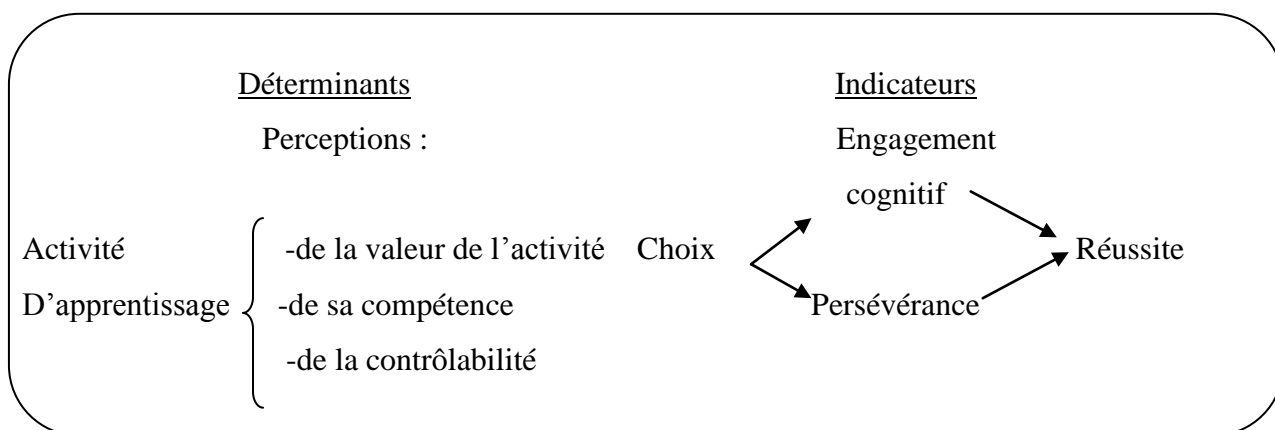 Déterminants Indicateurs
Perceptions : Engagement
cognitif
Activité -de la valeur de l’activité Choix Réussite
D’apprentissage -de sa compétence Persévérance
-de la contrôlabilité